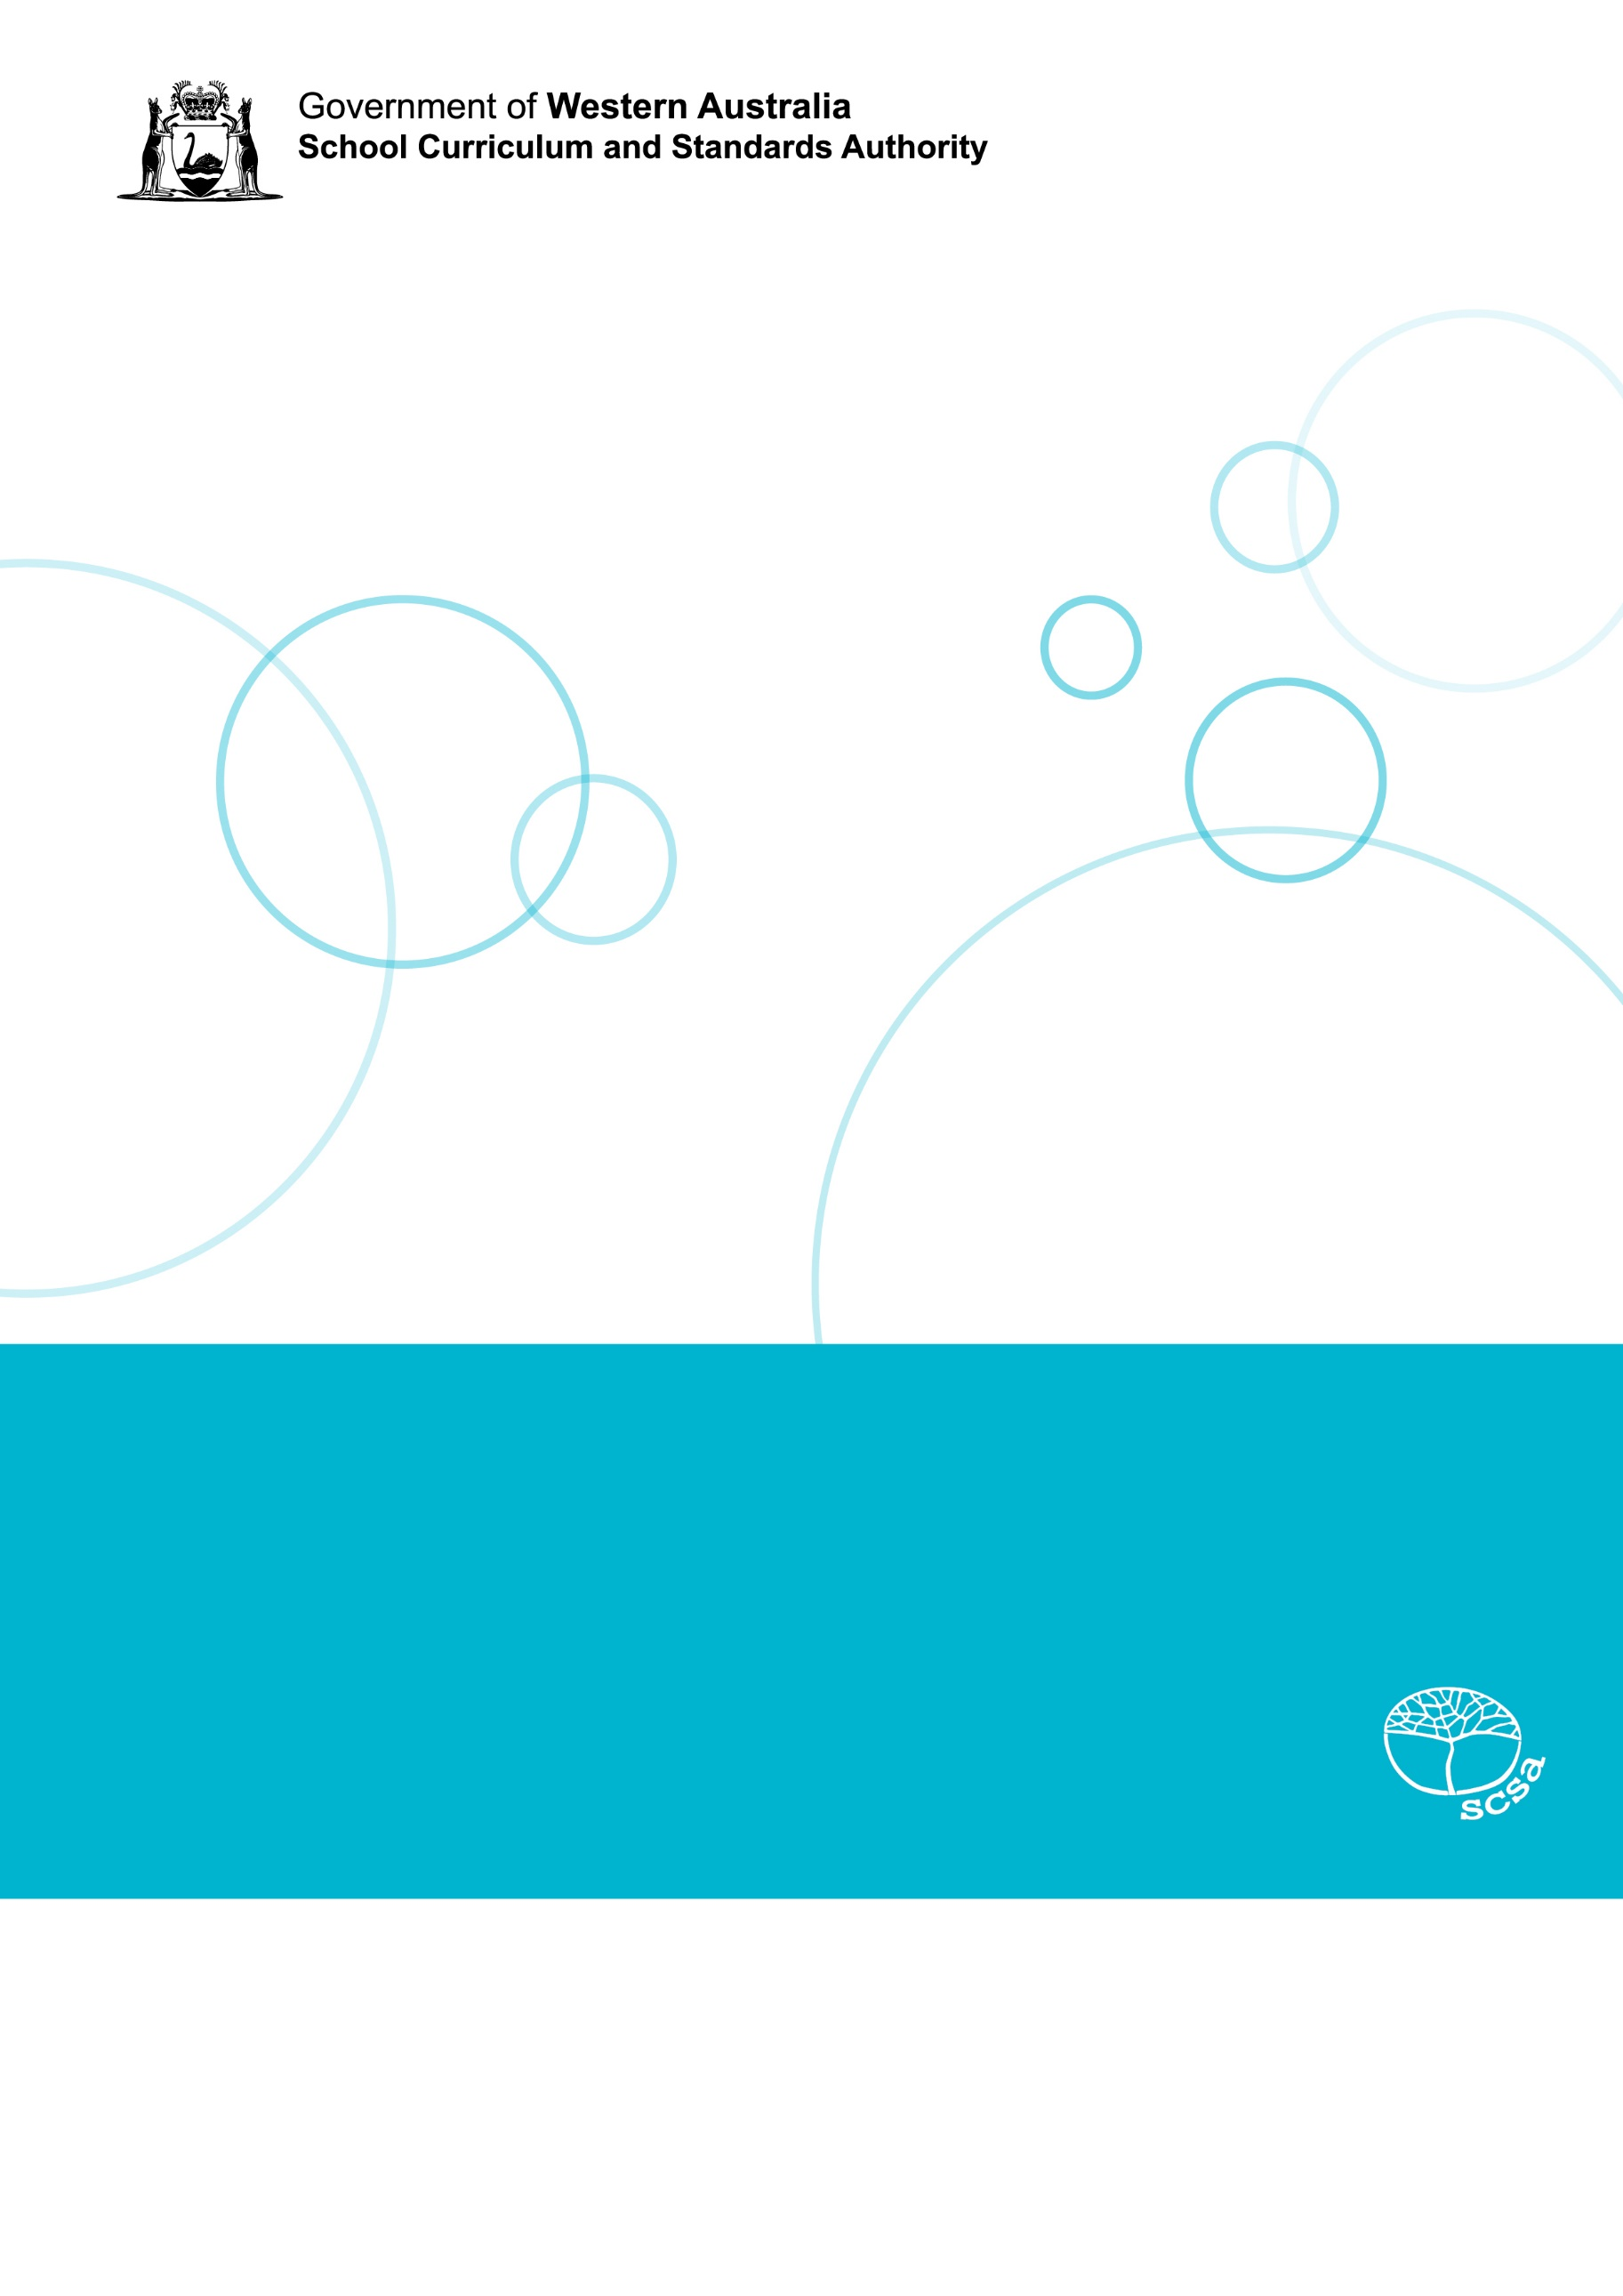 Government of Western Australia
School Curriculum and Standards Authority
scsa